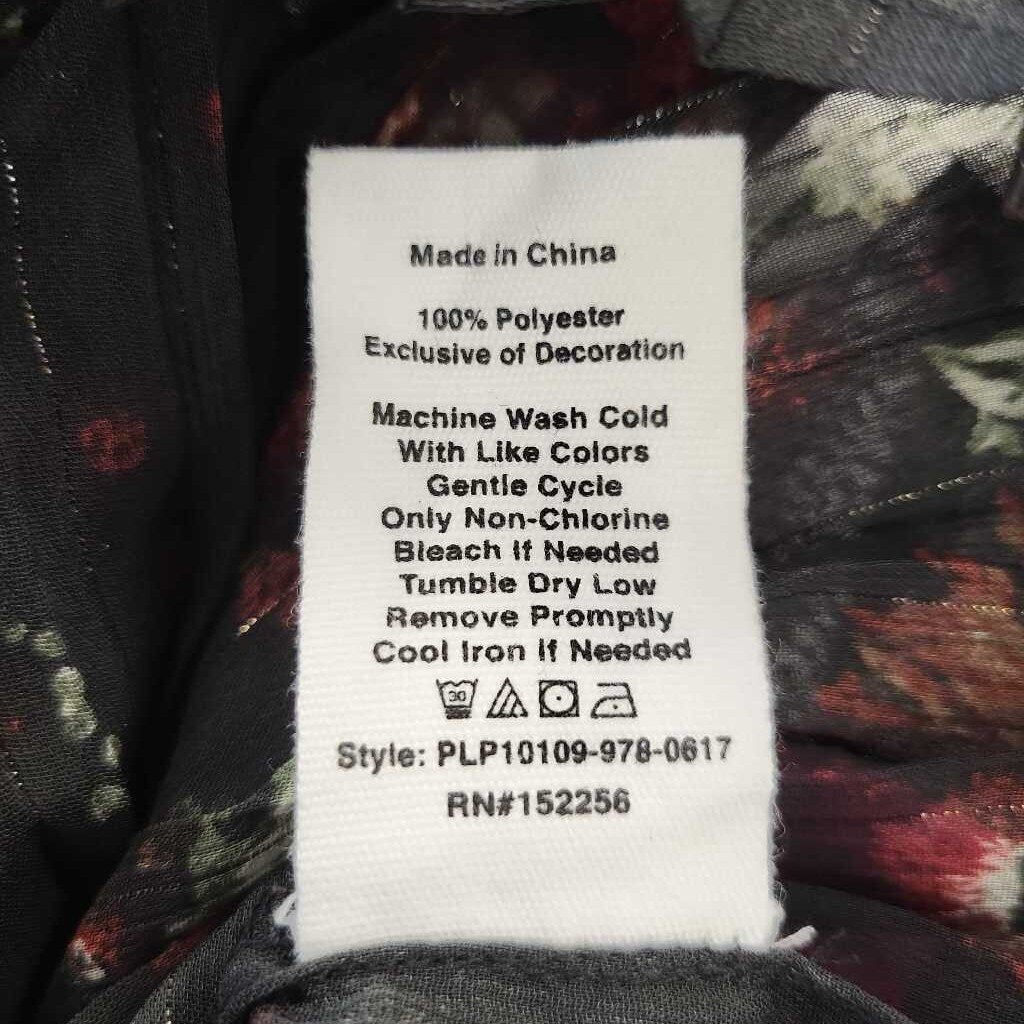 Made in China
100% Polyester
Exclusive of Decoration
Machine Wash Cold
With Like Colors
Gentle Cycle
Only Non-Chlorine
Bleach If Needed
Tumble Dry Low
Remove Promptly
Cool Iron If Needed
30
Style: PLP10109-978-0617
RN#152256